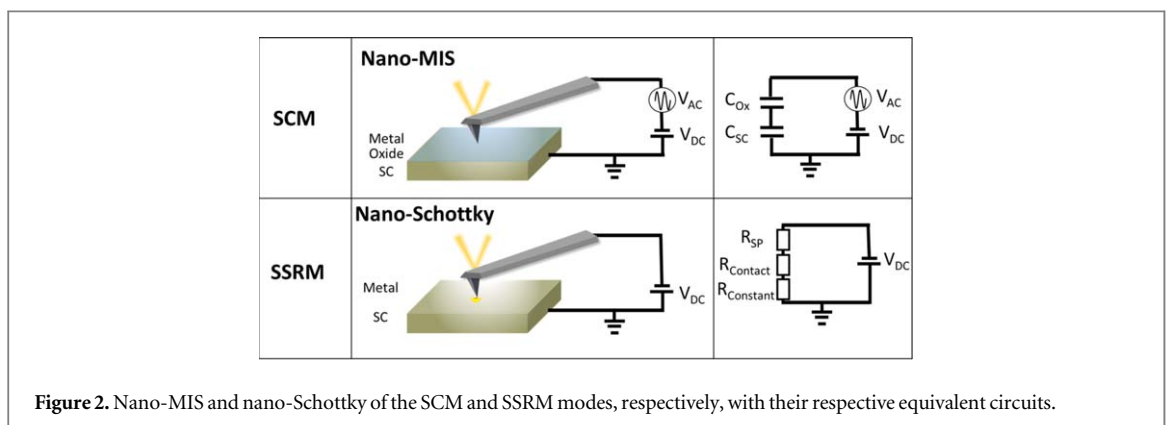 SCM
Nano-MIS
Metal
Oxide
SC
V_AC
V_DC
C_Ox
C_SC
V_AC
V_DC
SSRM
Nano-Schottky
Metal
SC
V_DC
R_SP
R_Contact
R_Constant
V_DC
Figure 2. Nano-MIS and nano-Schottky of the SCM and SSRM modes, respectively, with their respective equivalent circuits.